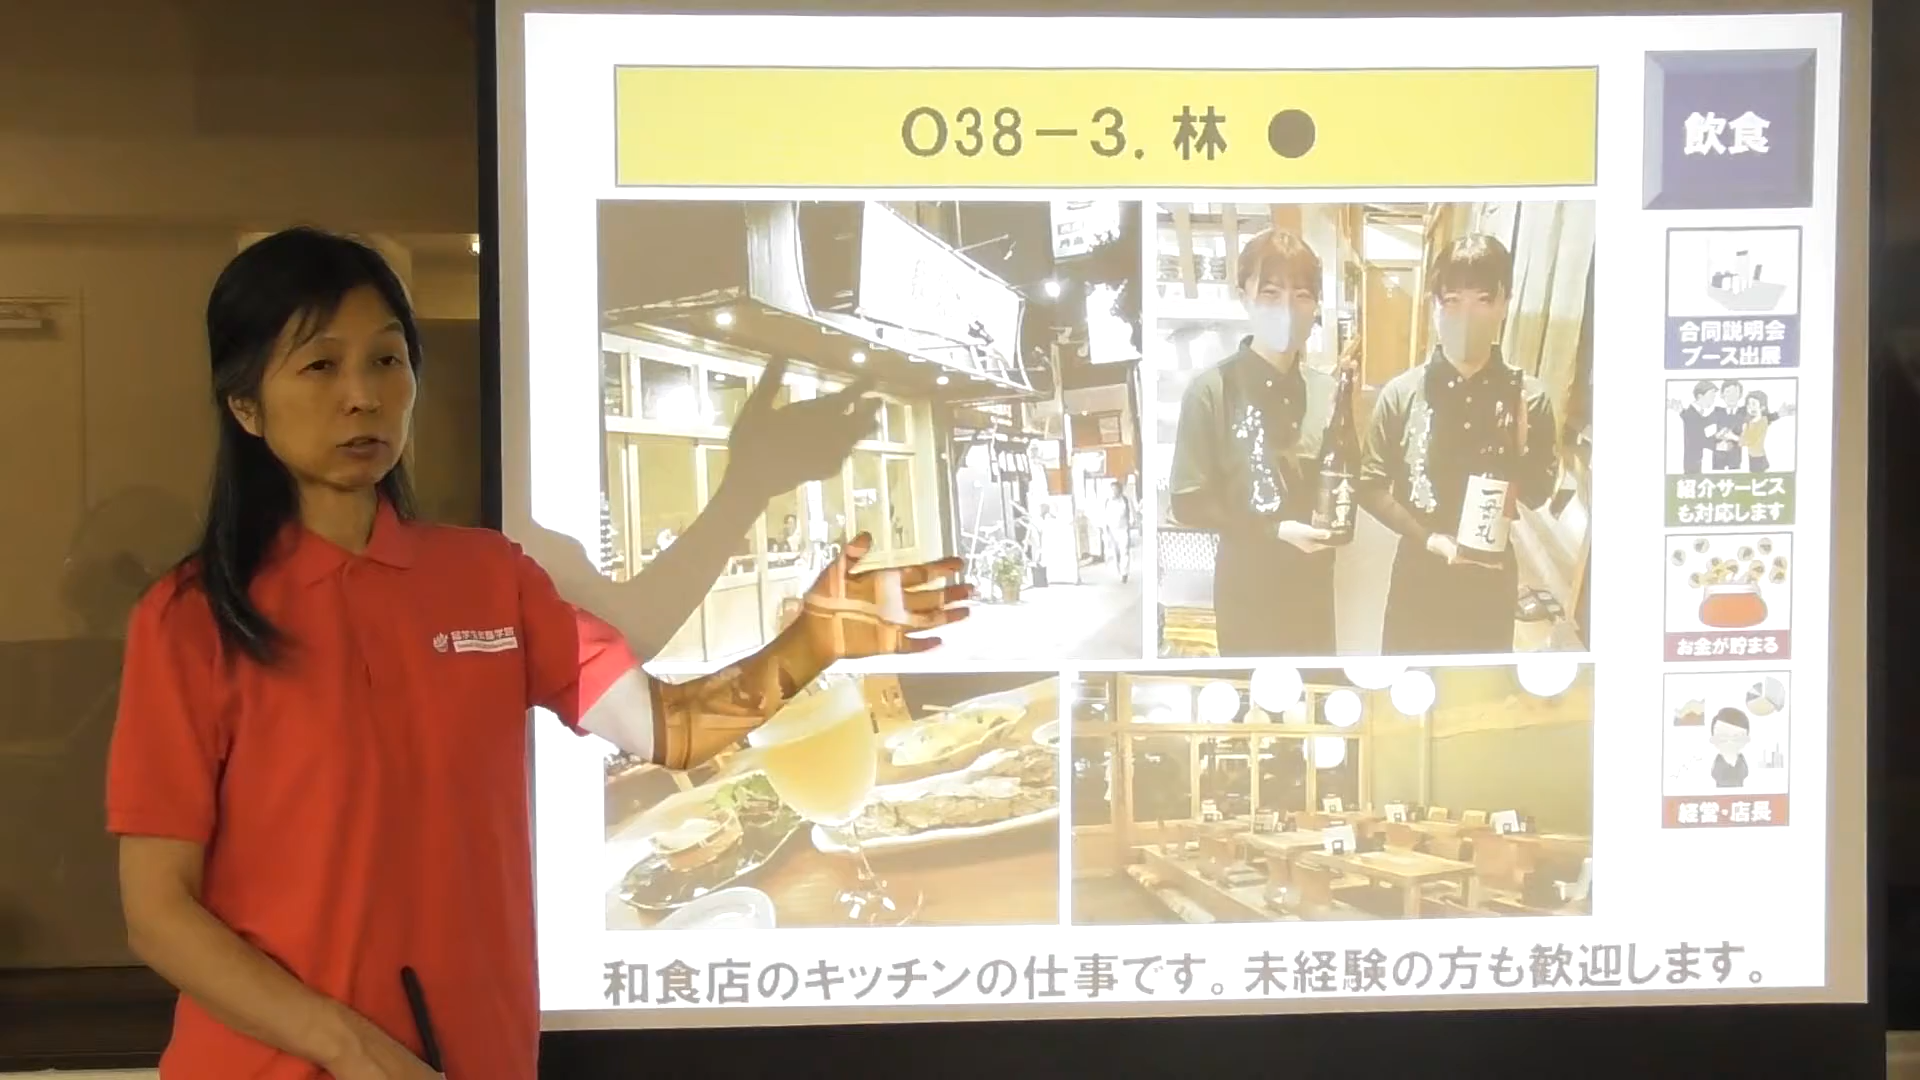 O38－3. 林 ●
飲食
合同説明会
ブース出展
紹介サービス
も対応します
お金が貯まる
経営・店長
和食店のキッチンの仕事です。未経験の方も歓迎します。